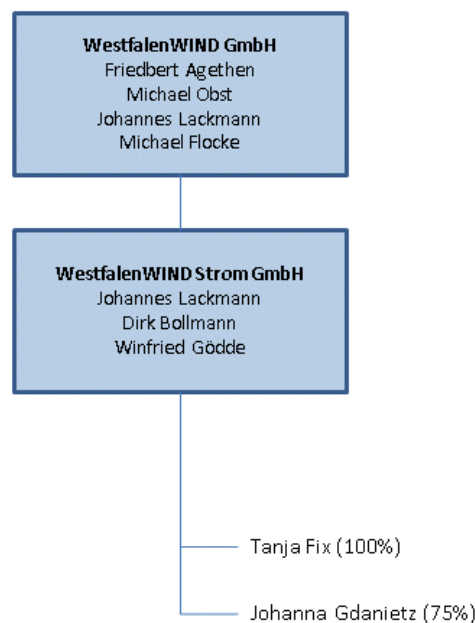 WestfalenWIND GmbH
Friedbert Agethen
Michael Obst
Johannes Lackmann
Michael Flocke
WestfalenWIND Strom GmbH
Johannes Lackmann
Dirk Bollmann
Winfried Gödde
Tanja Fix (100%)
Johanna Gdanietz (75%)